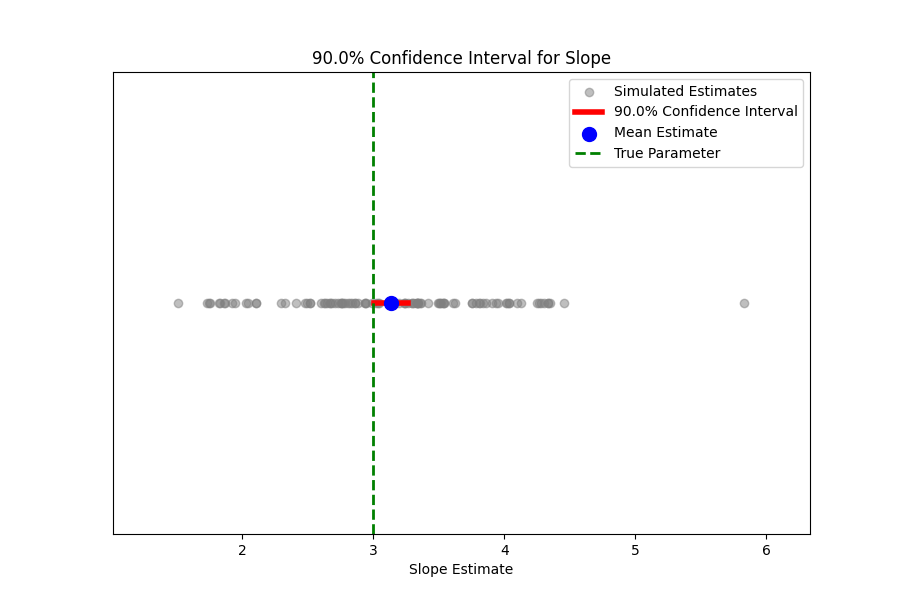 90.0% Confidence Interval for Slope
Simulated Estimates
90.0% Confidence Interval
Mean Estimate
True Parameter
2 3 4 5 6
Slope Estimate